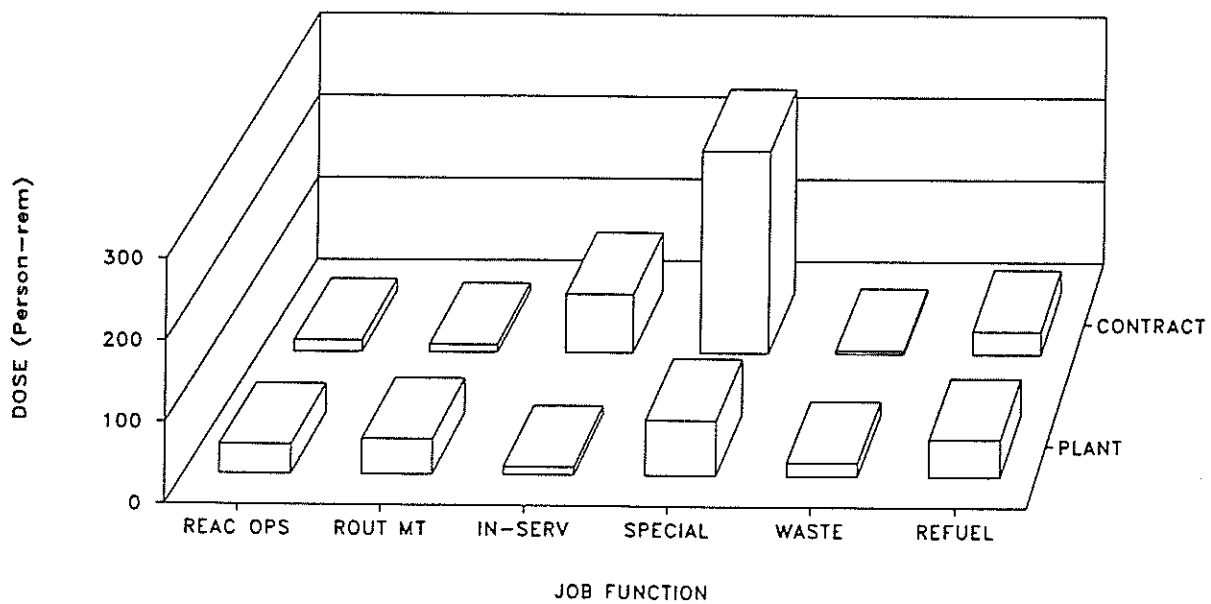 DOSE (Person-rem)
300
200
100
0
CONTRACT
PLANT
REAC OPS
ROUT MT
IN-SERV
SPECIAL
WASTE
REFUEL
JOB FUNCTION